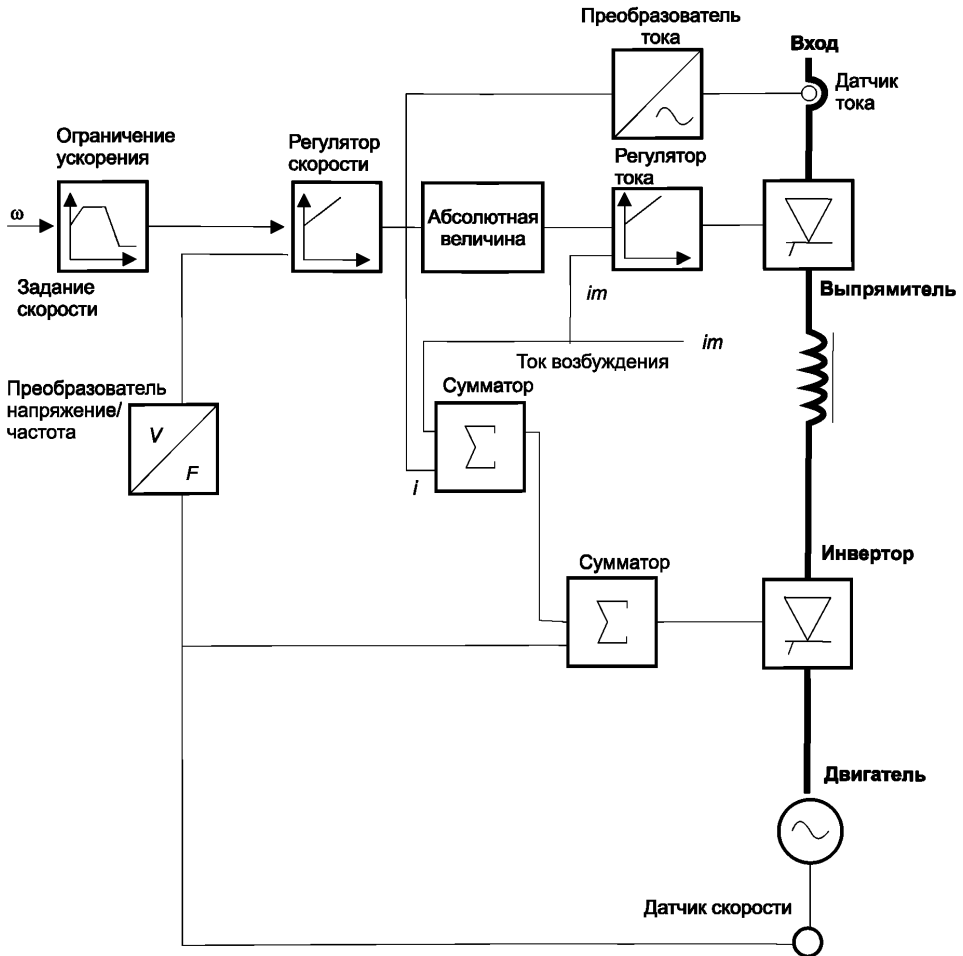 Преобразователь
тока
Вход
Датчик
тока
Ограничение
ускорения
Регулятор
скорости
Регулятор
тока
ω
Абсолютная
величина
Задание
скорости
im
Выпрямитель
im
Ток возбуждения
Преобразователь
напряжение/
частота
Сумматор
V
F
Σ
i
Инвертор
Сумматор
Σ
Двигатель
Датчик скорости